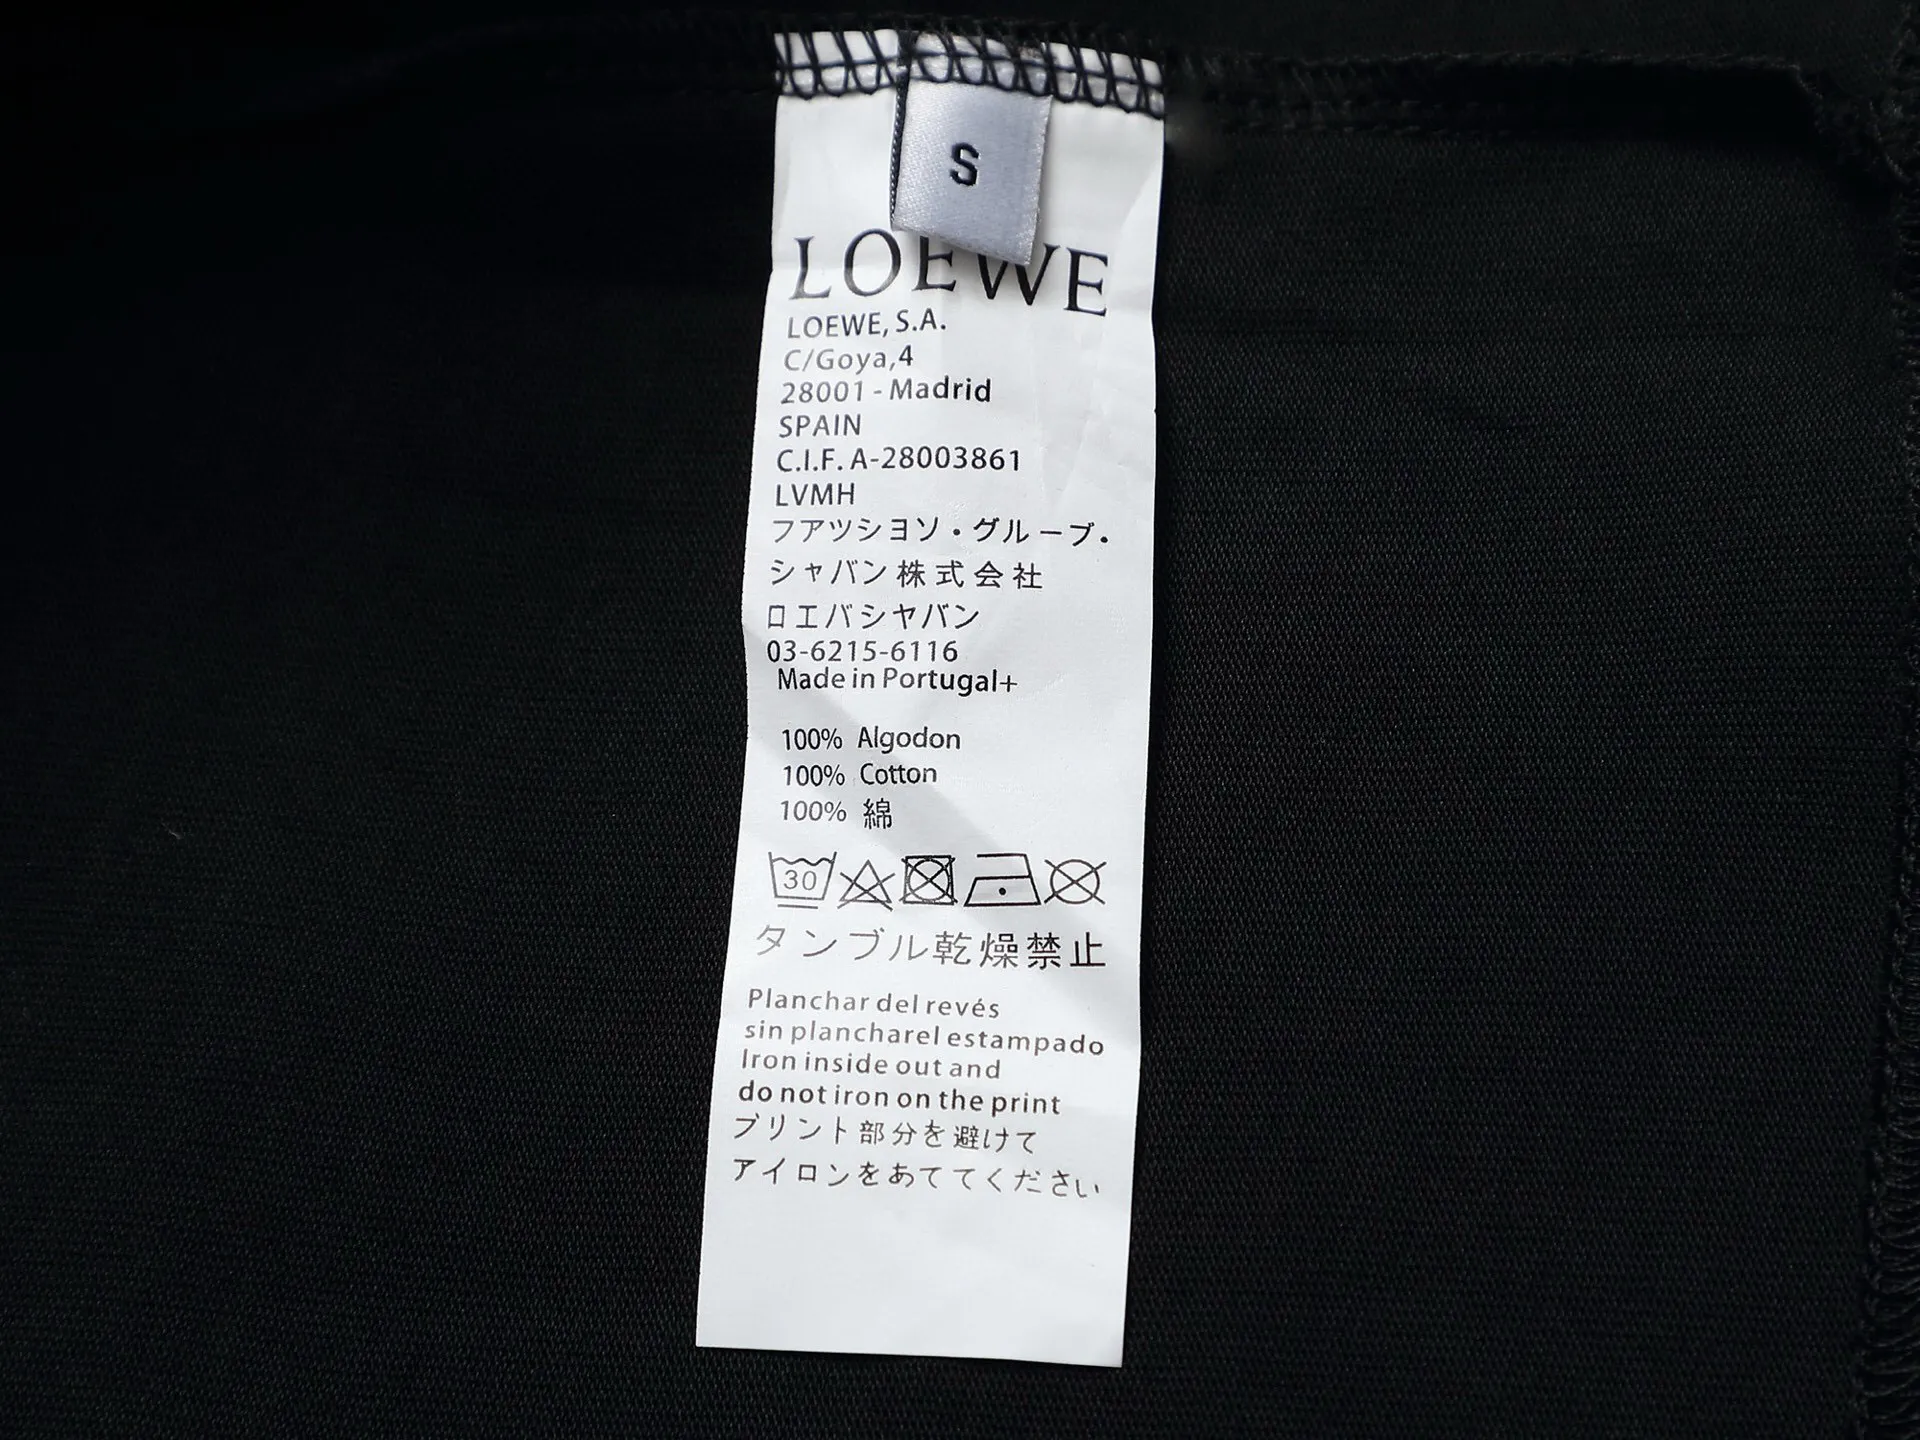 S
LOEWE
LOEWE, S.A.
C/Goya,4
28001 - Madrid
SPAIN
C.I.F. A-28003861
LVMH
フアツシヨソ・グループ.
シャバン株式会社
ロエバシヤバン
03-6215-6116
Made in Portugal+
100% Algodon
100% Cotton
100% 綿
30
タンブル乾燥禁止
Planchar del revés
sin plancharel estampado
Iron inside out and
do not iron on the print
プリント部分を避けて
アイロンをあててください